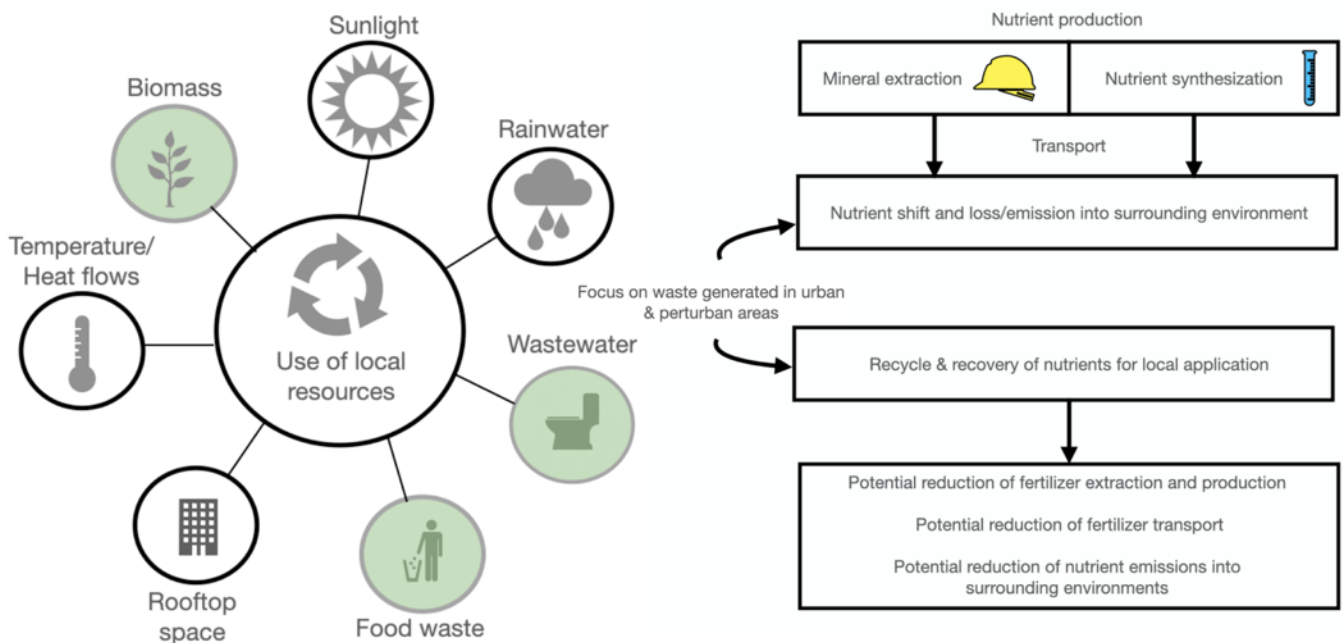 Sunlight
Biomass
Rainwater
Temperature/
Heat flows
Use of local
resources
Wastewater
Rooftop
space
Food waste
Nutrient production
Mineral extraction
Nutrient synthesization
Transport
Nutrient shift and loss/emission into surrounding environment
Focus on waste generated in urban
& perturban areas
Recycle & recovery of nutrients for local application
Potential reduction of fertilizer extraction and production
Potential reduction of fertilizer transport
Potential reduction of nutrient emissions into
surrounding environments